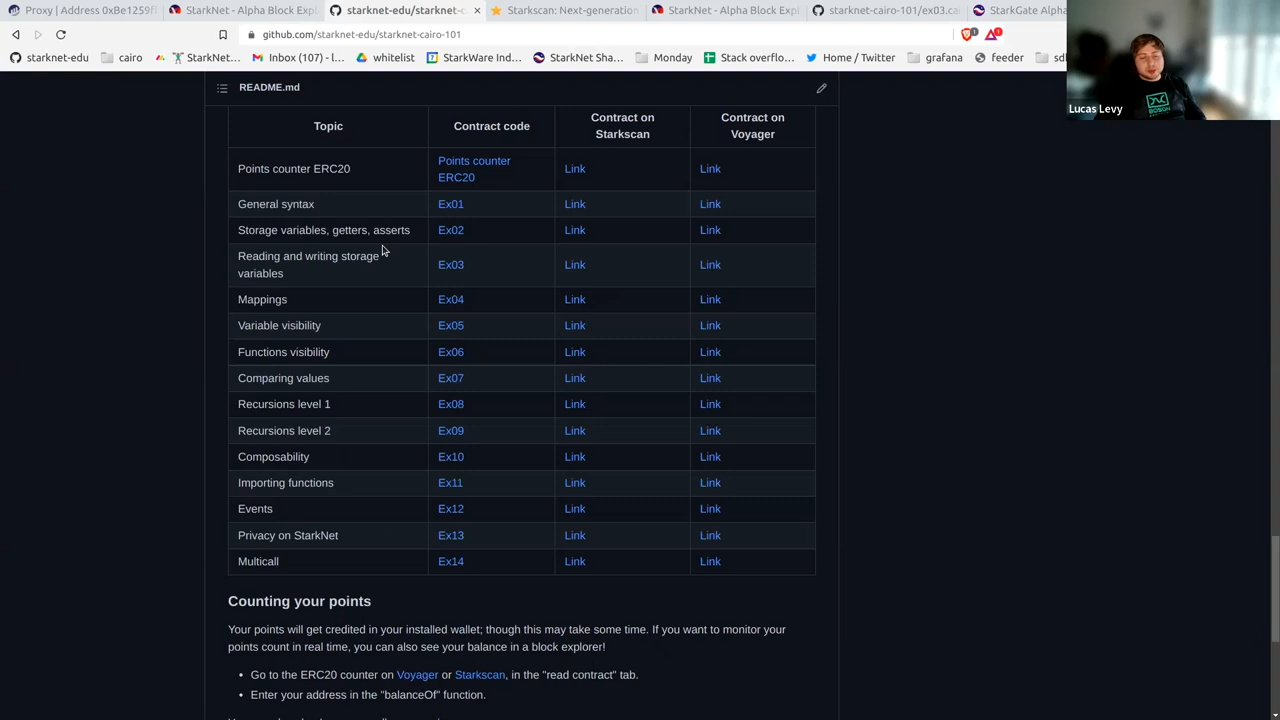 Proxy | Address 0xBe1259f
StarkNet - Alpha Block Expl
starknet-edu/starknet-c
Starkscan: Next-generation
StarkNet - Alpha Block Expl
starknet-cairo-101/ex03.ca
StarkGate Alpha
github.com/starknet-edu/starknet-cairo-101
1
1
starknet-edu
cairo
StarkNet...
Inbox (107) - l...
whitelist
StarkWare Ind...
StarkNet Sha...
Monday
Stack overflo...
Home / Twitter
grafana
feeder
Lucas Levy
README.md
Topic
Contract code
Contract on
Starkscan
Contract on
Voyager
Points counter ERC20
Points counter
ERC20
Link
Link
General syntax
Ex01
Link
Link
Storage variables, getters, asserts
Ex02
Link
Link
Reading and writing storage
variables
Ex03
Link
Link
Mappings
Ex04
Link
Link
Variable visibility
Ex05
Link
Link
Functions visibility
Ex06
Link
Link
Comparing values
Ex07
Link
Link
Recursions level 1
Ex08
Link
Link
Recursions level 2
Ex09
Link
Link
Composability
Ex10
Link
Link
Importing functions
Ex11
Link
Link
Events
Ex12
Link
Link
Privacy on StarkNet
Ex13
Link
Link
Multicall
Ex14
Link
Link
Counting your points
Your points will get credited in your installed wallet; though this may take some time. If you want to monitor your
points count in real time, you can also see your balance in a block explorer!
• Go to the ERC20 counter on Voyager or Starkscan, in the "read contract" tab.
• Enter your address in the "balanceOf" function.